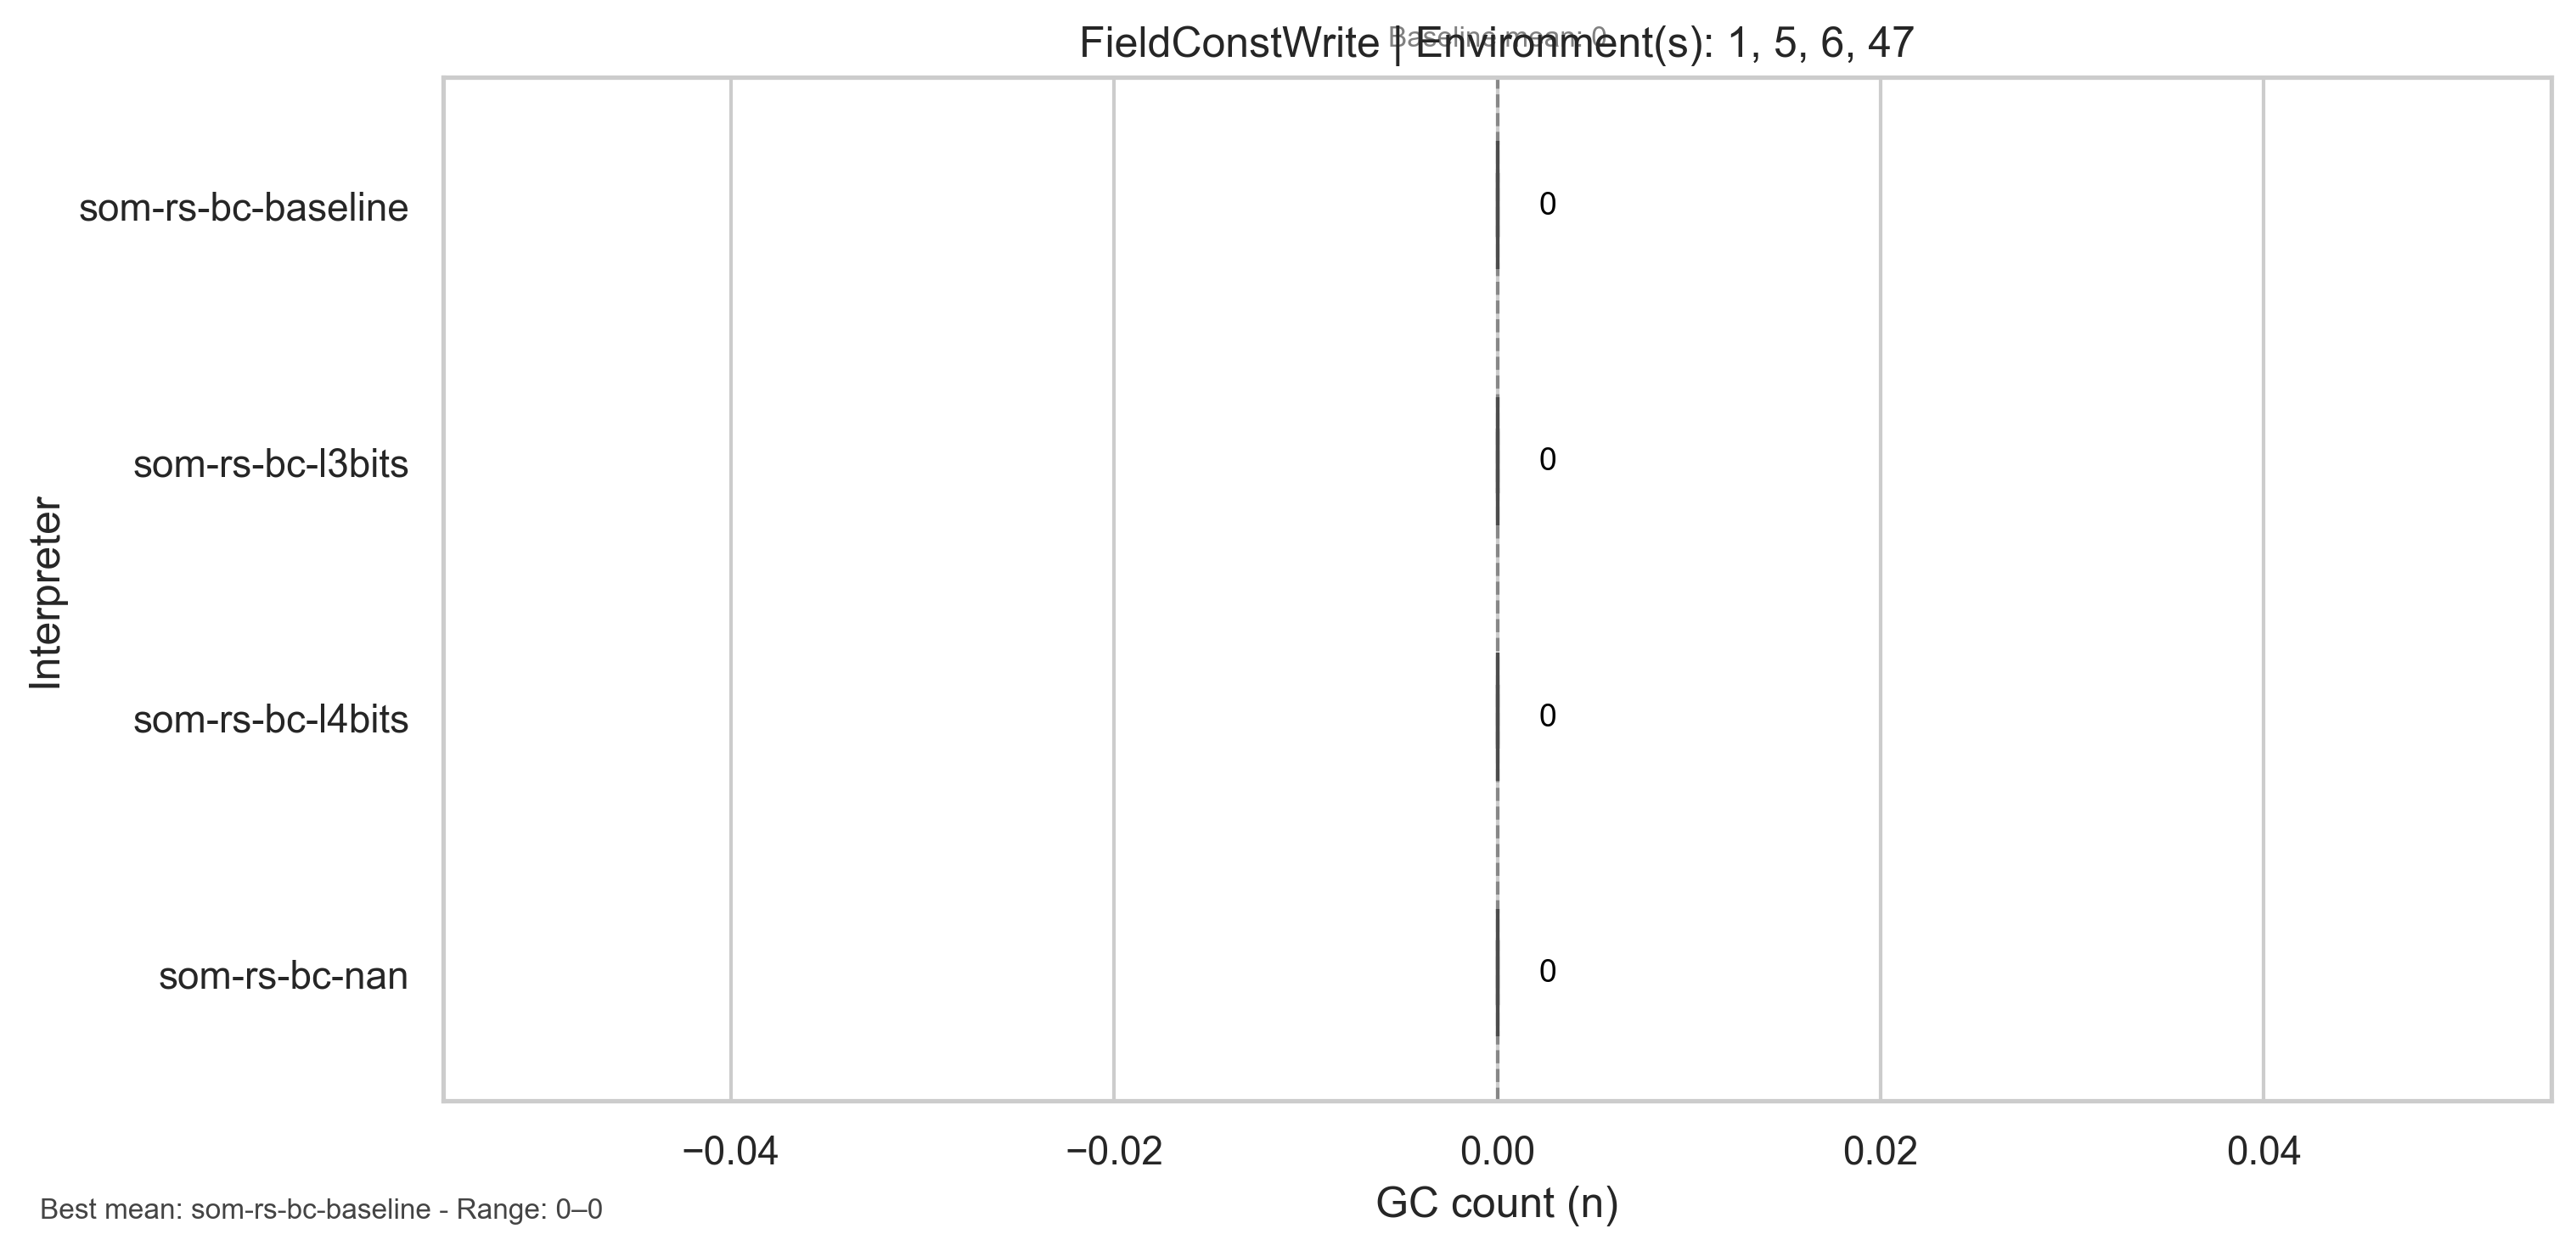 Baseline mean: 0
FieldConstWrite | Environment(s): 1, 5, 6, 47
Interpreter
som-rs-bc-baseline
0
som-rs-bc-l3bits
0
som-rs-bc-l4bits
0
som-rs-bc-nan
0
−0.04
−0.02
0.00
0.02
0.04
GC count (n)
Best mean: som-rs-bc-baseline - Range: 0–0